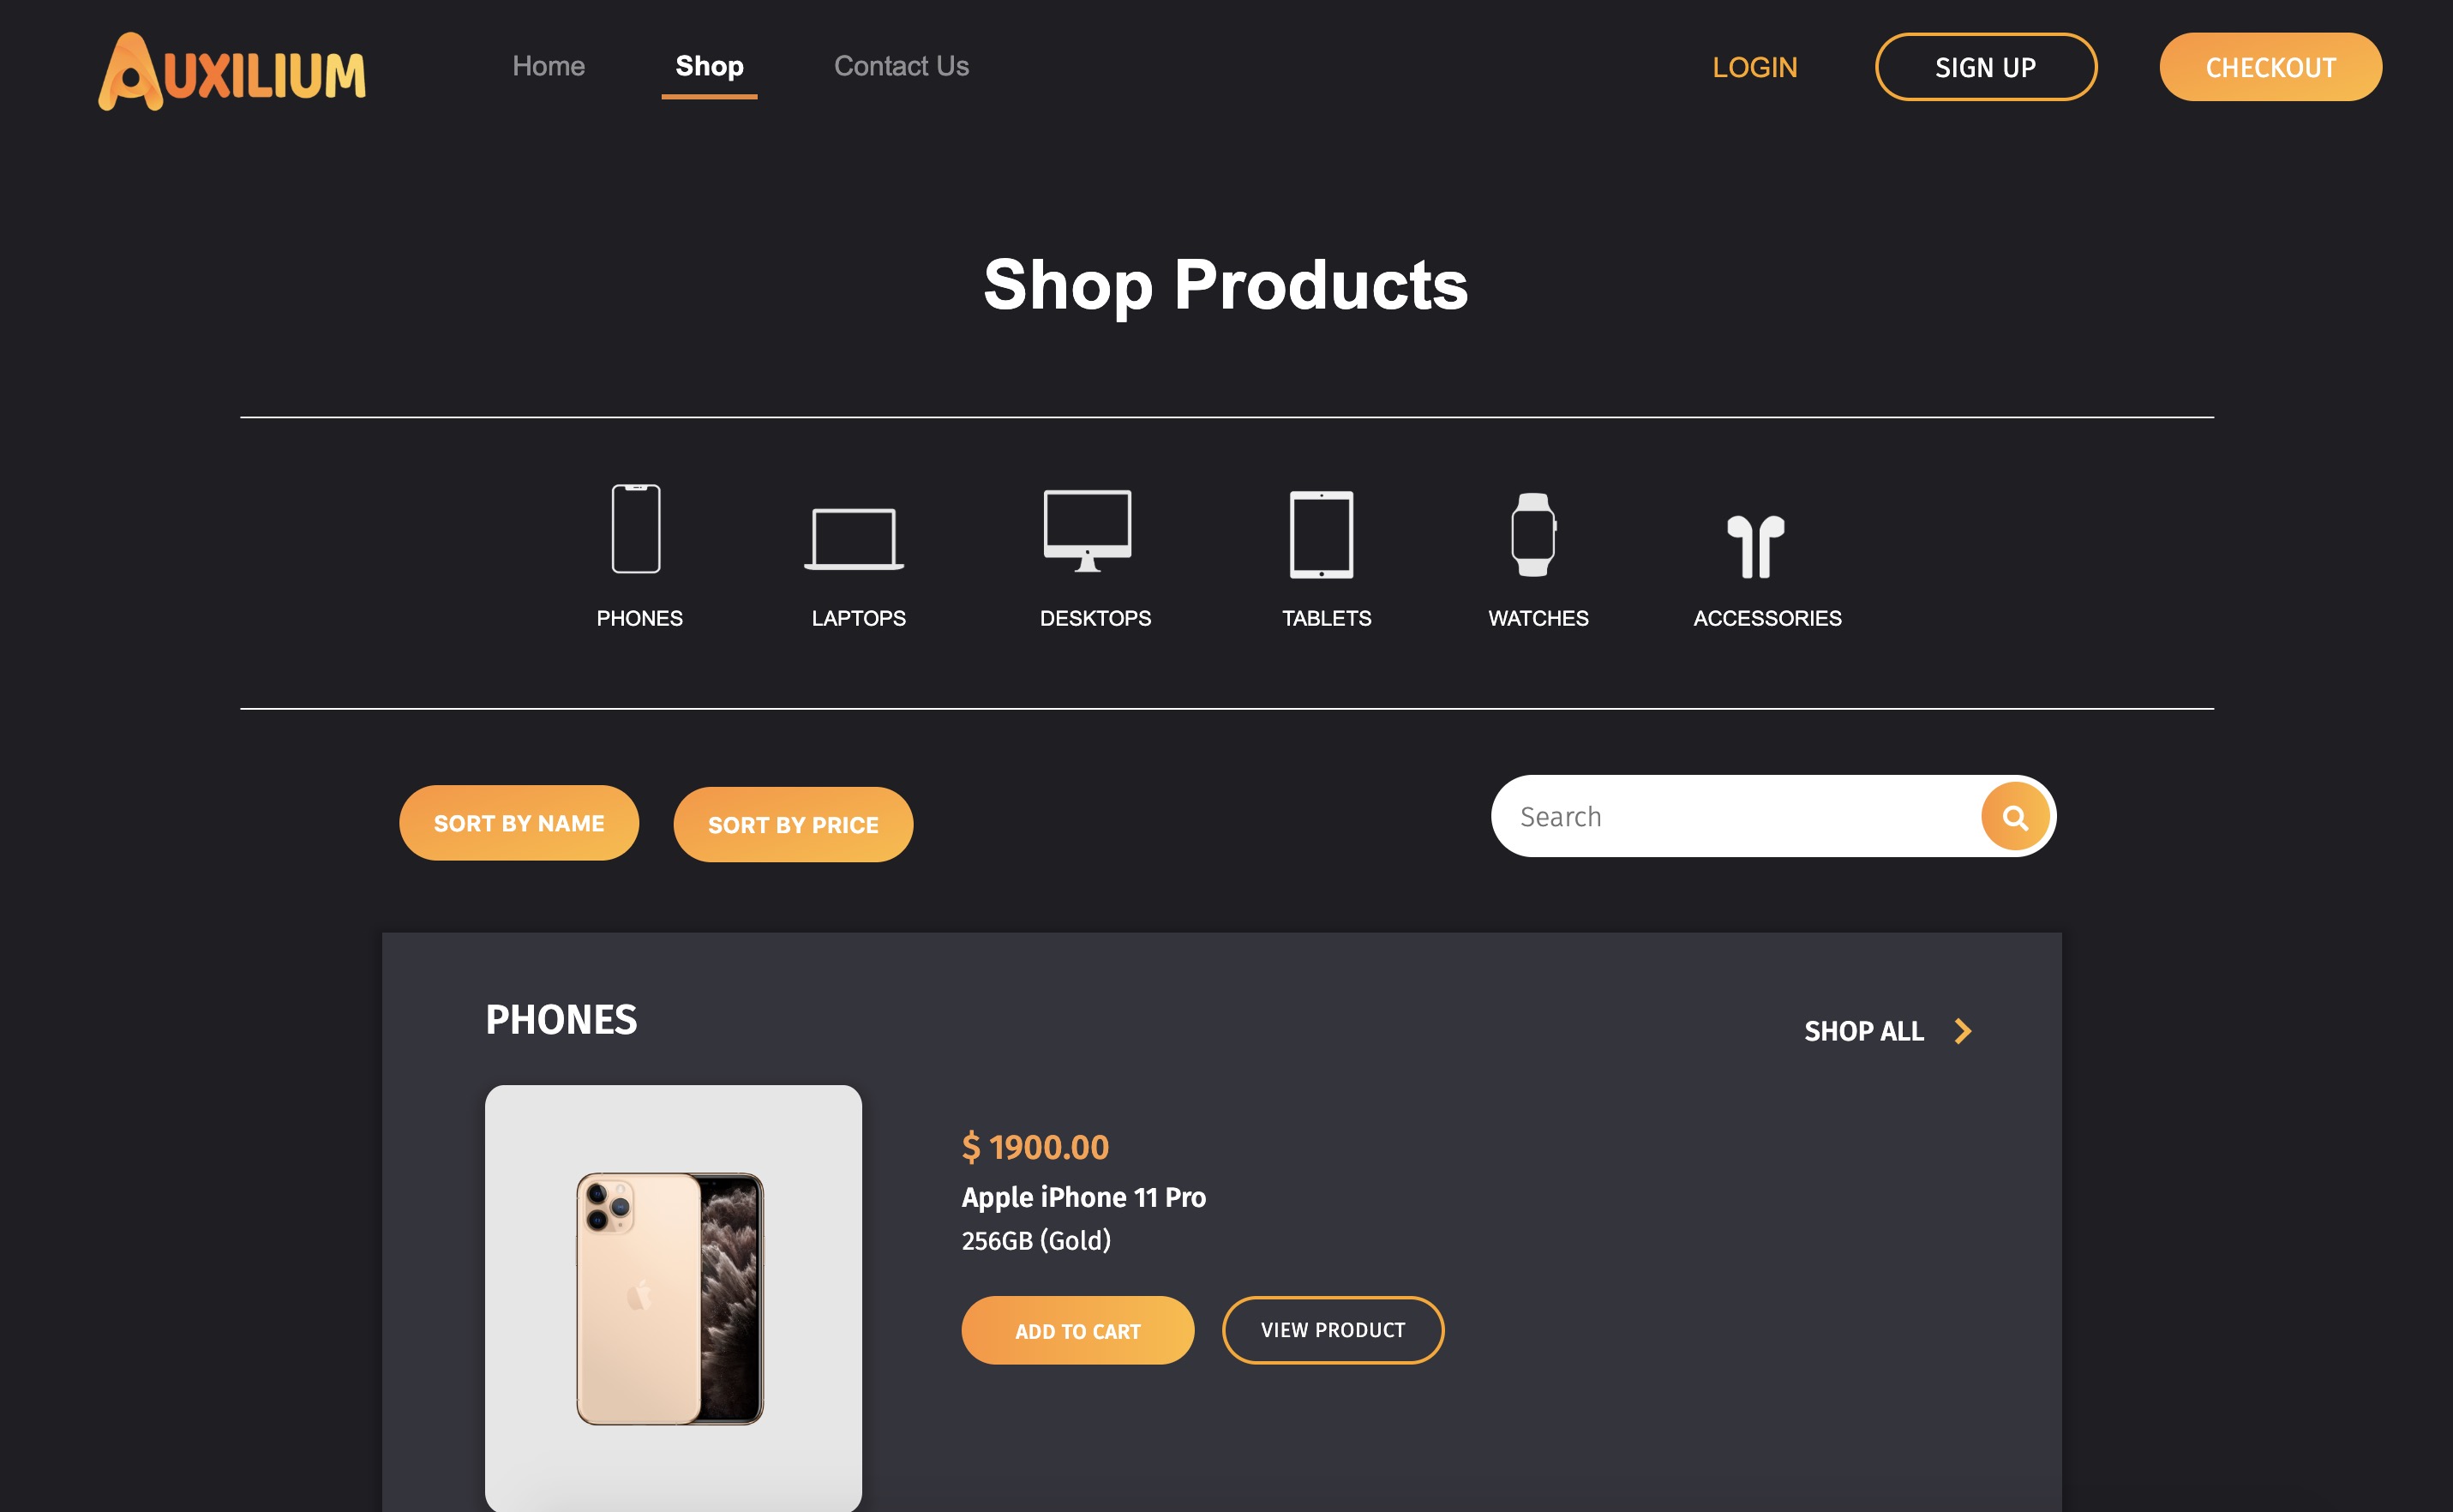 AUXILIUM
Home Shop Contact Us LOGIN SIGN UP CHECKOUT
Shop Products
PHONES LAPTOPS DESKTOPS TABLETS WATCHES ACCESSORIES
SORT BY NAME SORT BY PRICE Search
PHONES
SHOP ALL
$ 1900.00
Apple iPhone 11 Pro
256GB (Gold)
ADD TO CART VIEW PRODUCT